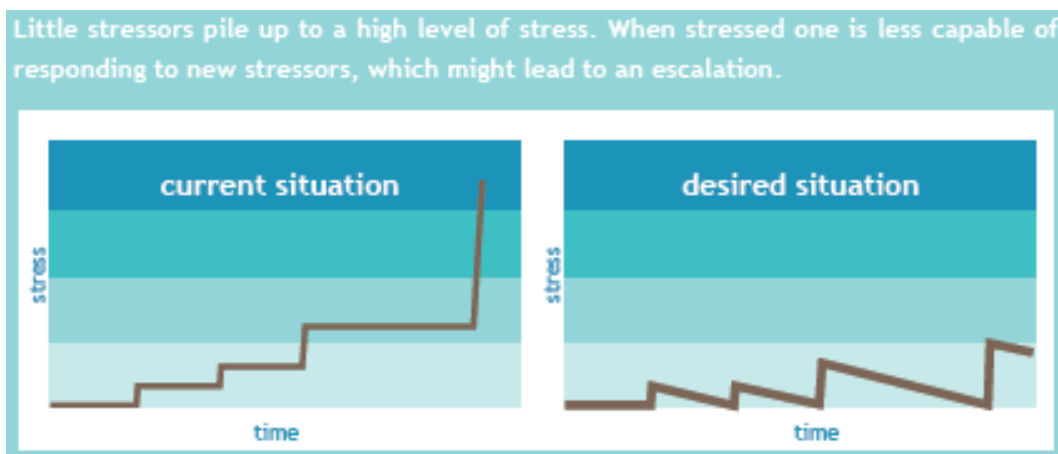 Little stressors pile up to a high level of stress. When stressed one is less capable of
responding to new stressors, which might lead to an escalation.
current situation
stress
time
desired situation
stress
time